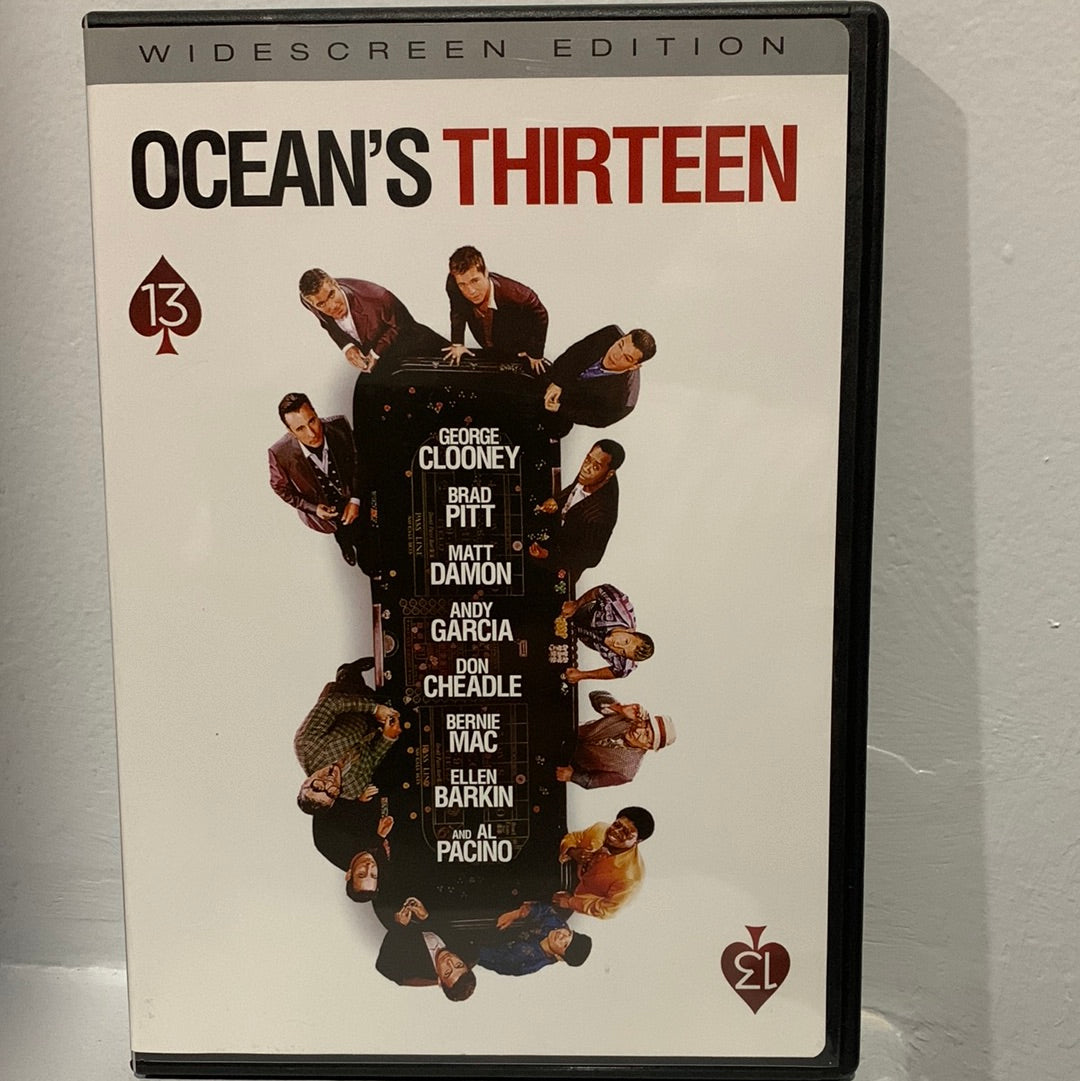 WIDESCREEN EDITION
OCEAN'S THIRTEEN
13
GEORGE
CLOONEY
BRAD
PITT
MATT
DAMON
ANDY
GARCIA
DON
CHEADLE
BERNIE
MAC
ELLEN
BARKIN
AND AL
PACINO
13